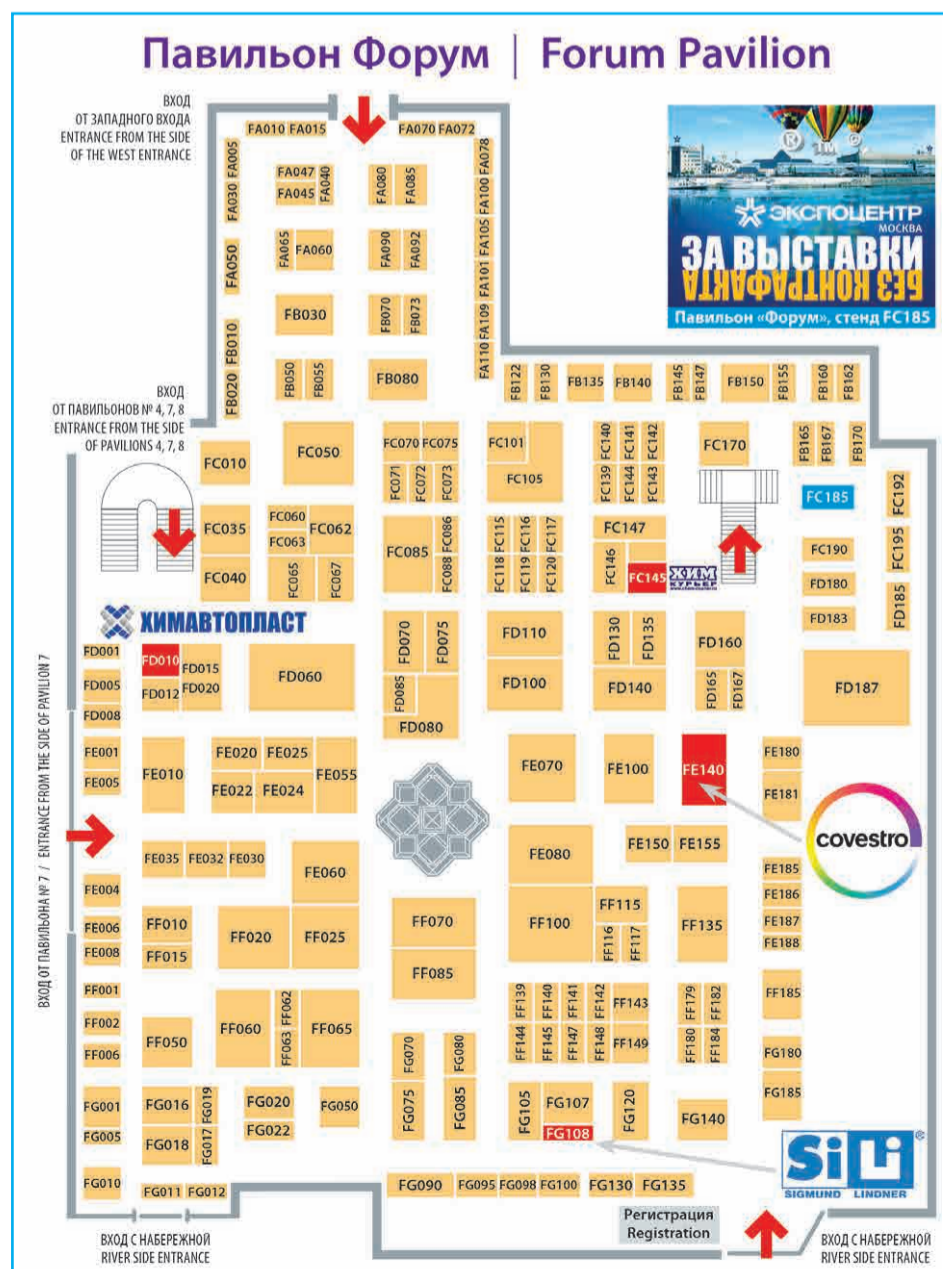 Павильон Форум | Forum Pavilion
ВХОД
ОТ ЗАПАДНОГО ВХОДА
ENTRANCE FROM THE SIDE
OF THE WEST ENTRANCE
FA010 FA015
FA070 FA072
FA005
FA030
FA047
FA045
FA040
FA080
FA085
FA078
FA100
FA050
FA065
FA060
FA090
FA092
FA105
FA101
FB010
FB020
FB030
FB070
FB073
FA109
FA110
FB050
FB055
FB080
® ™ ©
ЭКСПОЦЕНТР
МОСКВА
ЗА ВЫСТАВКИ
БЕЗ КОНТРАФАКТА
Павильон «Форум», стенд FC185
FB122
FB130
FB135
FB140
FB145
FB147
FB150
FB155
FB160
FB162
ВХОД
ОТ ПАВИЛЬОНОВ № 4, 7, 8
ENTRANCE FROM THE SIDE
OF PAVILIONS 4, 7, 8
FC010
FC050
FC070 FC075
FC071
FC072
FC073
FC101
FC105
FC140
FC141
FC142
FC139
FC144
FC143
FC170
FB165
FB167
FB170
FC185
FC192
FC035
FC060
FC063
FC062
FC040
FC065
FC067
FC085
FC086
FC088
FC115
FC116
FC117
FC118
FC119
FC120
FC147
FC146
FC145
ХИМ
КУРЬЕР
FC190
FC195
FD180
FD183
FD185
ХИМАВТОПЛАСТ
FD001
FD005
FD008
FD010
FD012
FD015
FD020
FD060
FD070
FD075
FD085
FD080
FD110
FD100
FD130
FD135
FD140
FD160
FD165
FD167
FD187
FE001
FE005
FE010
FE020 FE025
FE022 FE024
FE055
FE070
FE100
FE140
FE180
FE181
covestro
ВХОД ОТ ПАВИЛЬОНА № 7 / ENTRANCE FROM THE SIDE OF PAVILION 7
FE035 FE032 FE030
FE060
FE080
FE150 FE155
FE004
FE006
FE008
FE185
FE186
FE187
FE188
FF010
FF015
FF020
FF025
FF070
FF085
FF100
FF115
FF116
FF117
FF135
FF001
FF002
FF006
FF050
FF060
FF062
FF063
FF065
FF139
FF140
FF141
FF142
FF143
FF144
FF145
FF147
FF148
FF149
FF179
FF182
FF180
FF184
FF185
FG180
FG185
FG070
FG080
FG075
FG085
FG001
FG005
FG010
FG016
FG019
FG018
FG017
FG020
FG022
FG050
FG105
FG107
FG108
FG120
FG140
SiLi®
SIGMUND LINDNER
FG011 FG012
FG090 FG095 FG098 FG100 FG130 FG135
Регистрация
Registration
ВХОД С НАБЕРЕЖНОЙ
RIVER SIDE ENTRANCE
ВХОД С НАБЕРЕЖНОЙ
RIVER SIDE ENTRANCE